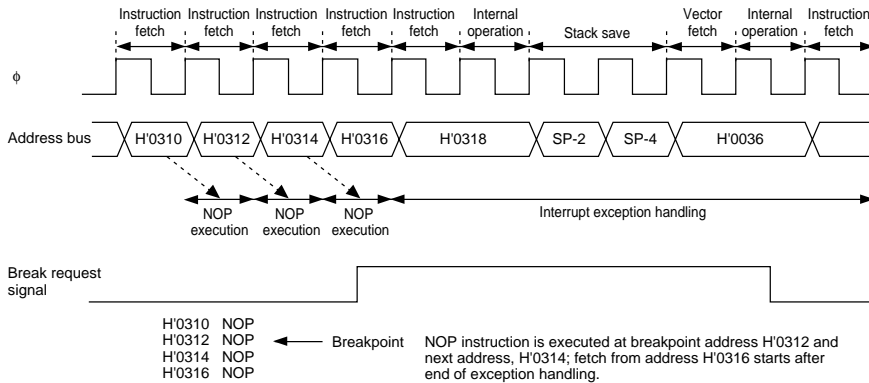 Instruction fetch
Instruction fetch
Instruction fetch
Instruction fetch
Instruction fetch
Internal operation
Stack save
Vector fetch
Internal operation
Instruction fetch
ϕ
Address bus
H'0310
H'0312
H'0314
H'0316
H'0318
SP-2
SP-4
H'0036
NOP execution
NOP execution
NOP execution
Interrupt exception handling
Break request
signal
H'0310 NOP
H'0312 NOP
H'0314 NOP
H'0316 NOP
Breakpoint
NOP instruction is executed at breakpoint address H'0312 and
next address, H'0314; fetch from address H'0316 starts after
end of exception handling.